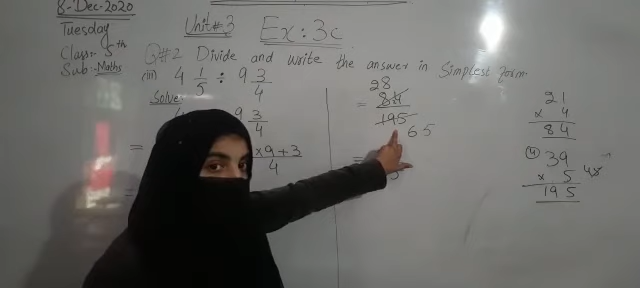 8-Dec-2020
Tuesday
Unit # 3 Ex: 3c
Class:- 5th
Sub:- Maths
Q#2 Divide and write the answer in Simplest form.
(iii) 4 1/5 ÷ 9 3/4
Solve
9 3/4
= × 9 + 3 / 4
=
28
= 84/195
65
=
21
× 4
84
④ 39
× 5
195